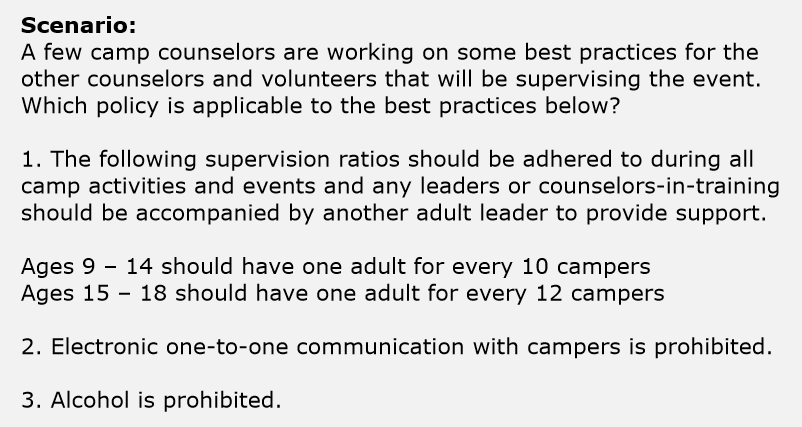 Scenario:
A few camp counselors are working on some best practices for the
other counselors and volunteers that will be supervising the event.
Which policy is applicable to the best practices below?
1. The following supervision ratios should be adhered to during all
camp activities and events and any leaders or counselors-in-training
should be accompanied by another adult leader to provide support.
Ages 9 – 14 should have one adult for every 10 campers
Ages 15 – 18 should have one adult for every 12 campers
2. Electronic one-to-one communication with campers is prohibited.
3. Alcohol is prohibited.